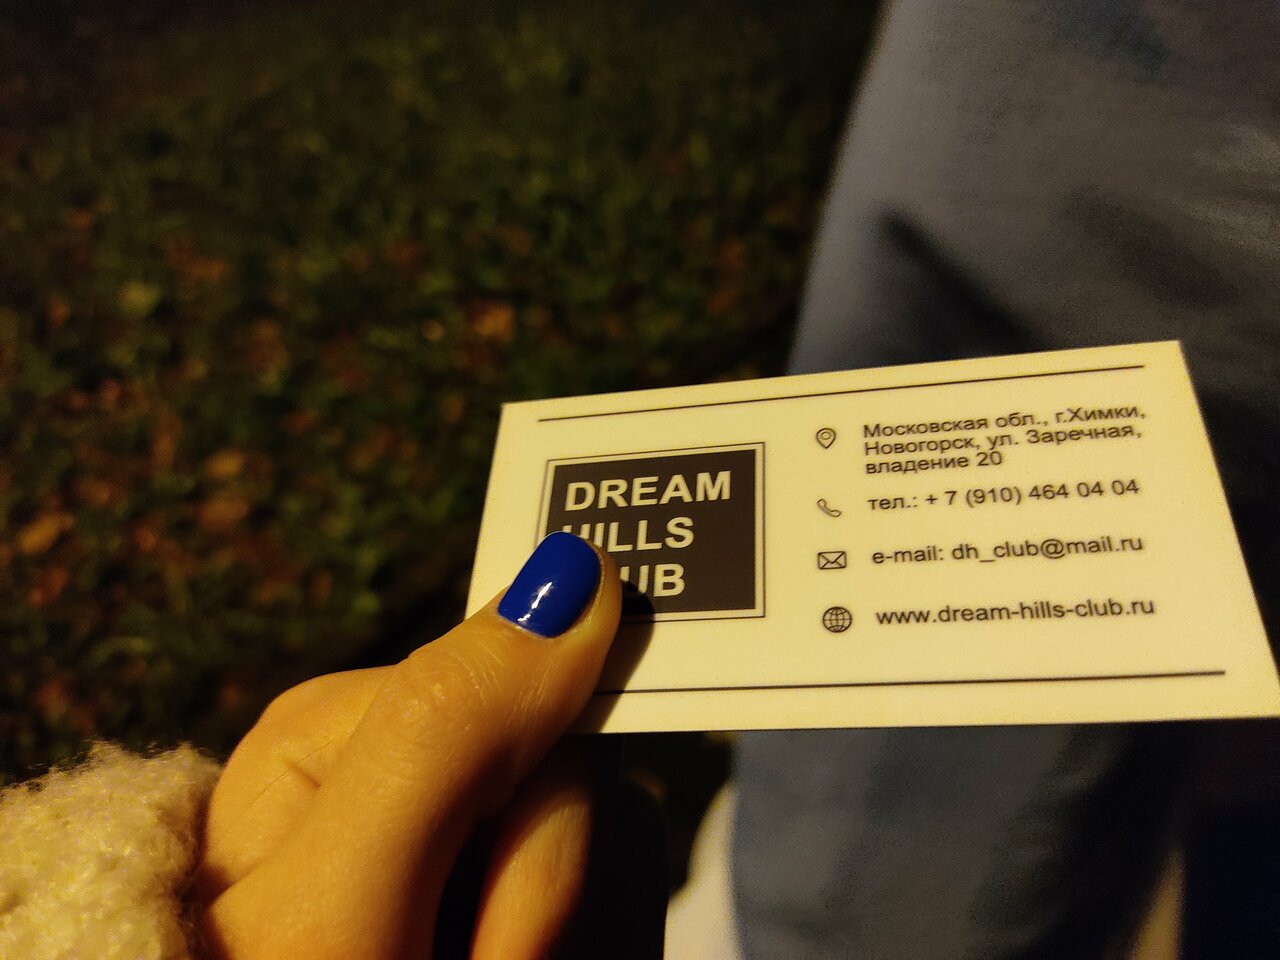 DREAM
HILLS
UB
Московская обл., г.Химки,
Новогорск, ул. Заречная,
владение 20
тел.: + 7 (910) 464 04 04
e-mail: dh_club@mail.ru
www.dream-hills-club.ru